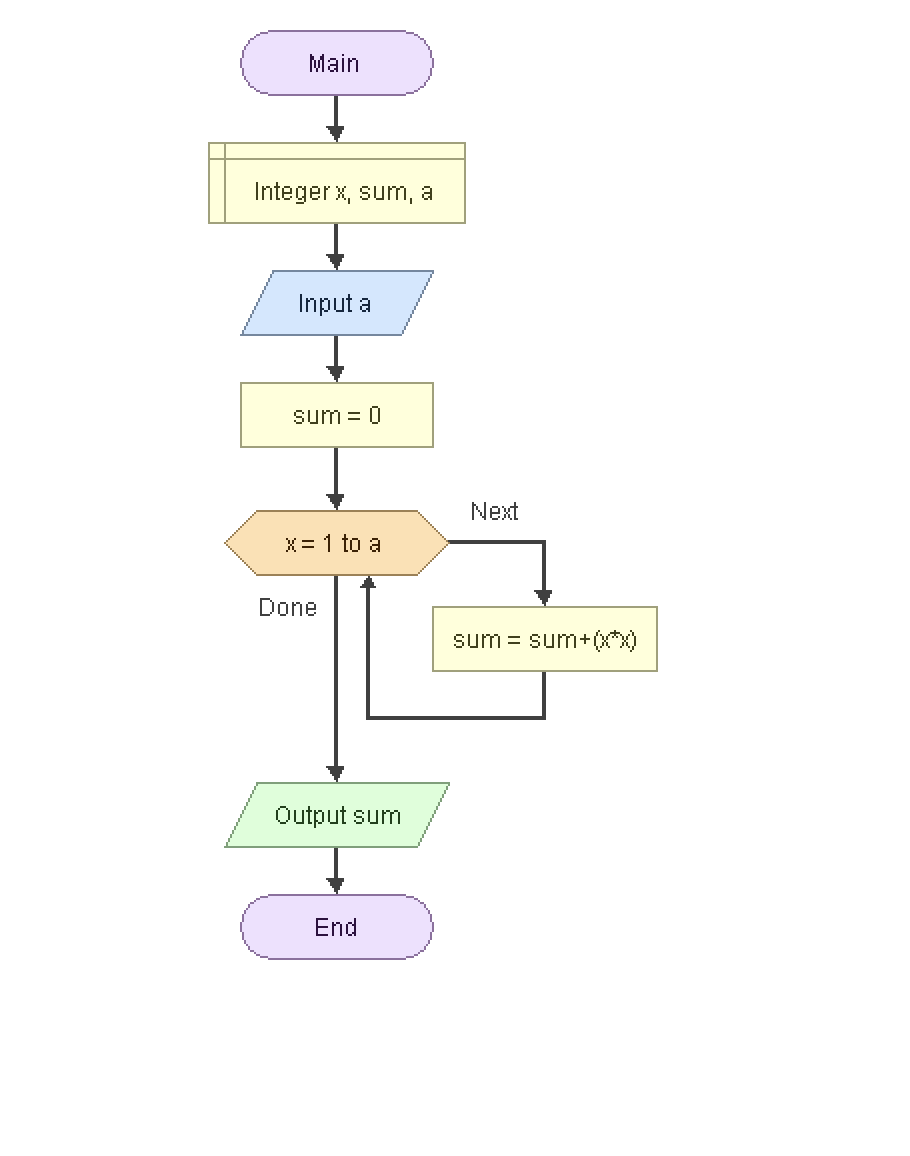 Main
Integer x, sum, a
Input a
sum = 0
x = 1 to a
Next
Done
sum = sum+(x*x)
Output sum
End